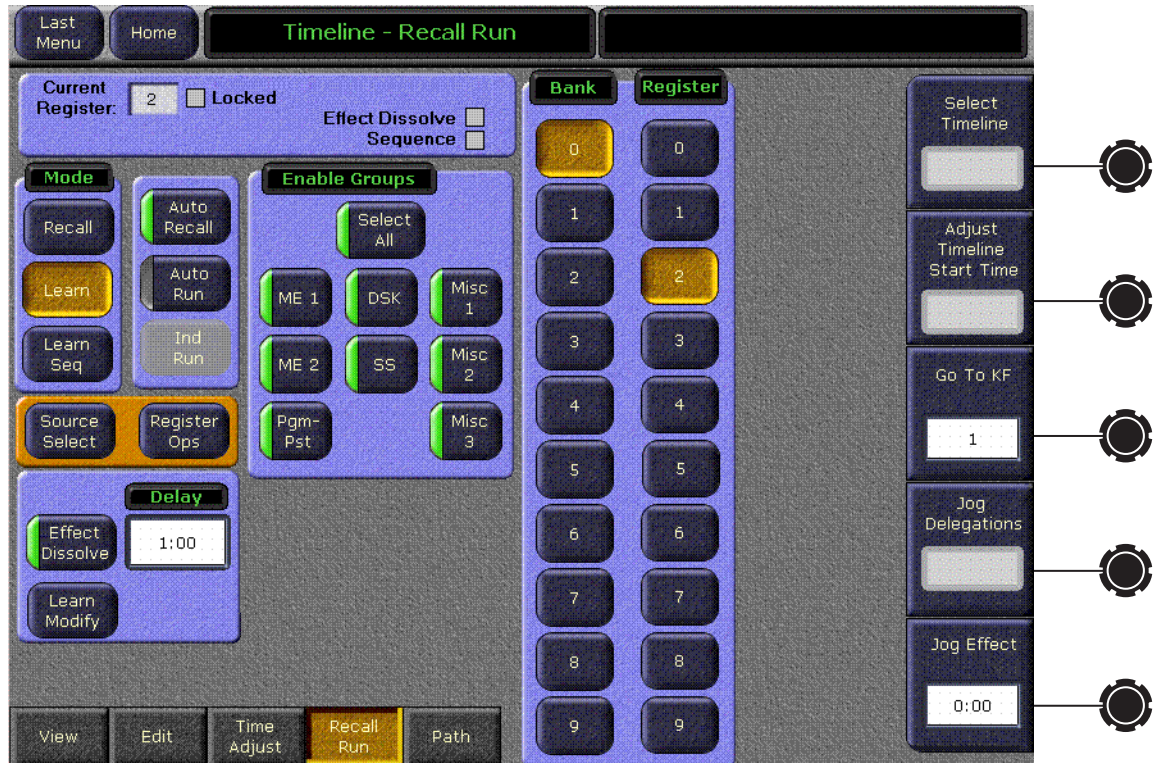 Last
Menu
Home
Timeline - Recall Run
Current
Register:
2
Locked
Effect Dissolve
Sequence
Mode
Recall
Learn
Learn
Seq
Auto
Recall
Auto
Run
Ind
Run
Enable Groups
Select
All
ME 1
DSK
Misc
1
ME 2
SS
Misc
2
Pgm-
Pst
Misc
3
Source
Select
Register
Ops
Delay
Effect
Dissolve
1:00
Learn
Modify
Bank
0
1
2
3
4
5
6
7
8
9
Register
0
1
2
3
4
5
6
7
8
9
Select
Timeline
Adjust
Timeline
Start Time
Go To KF
1
Jog
Delegations
Jog Effect
0:00
View
Edit
Time
Adjust
Recall
Run
Path